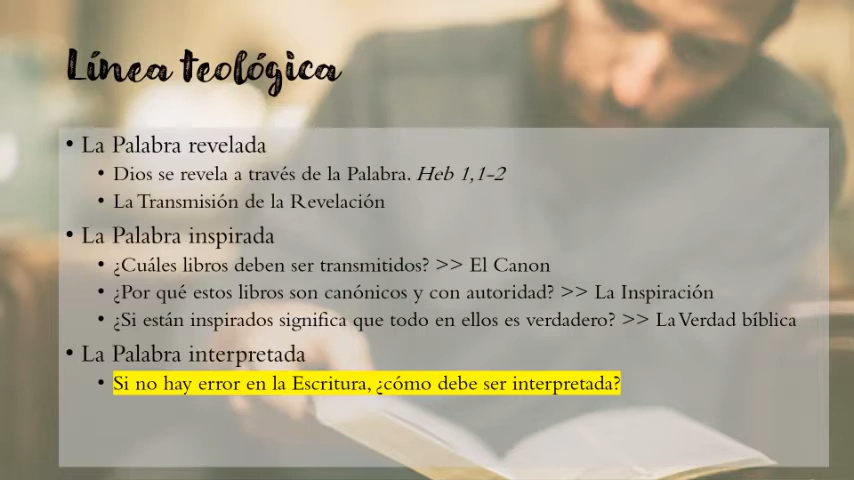 Línea teológica
• La Palabra revelada
• Dios se revela a través de la Palabra. Heb 1,1-2
• La Transmisión de la Revelación
• La Palabra inspirada
• ¿Cuáles libros deben ser transmitidos? >> El Canon
• ¿Por qué estos libros son canónicos y con autoridad? >> La Inspiración
• ¿Si están inspirados significa que todo en ellos es verdadero? >> La Verdad bíblica
• La Palabra interpretada
• Si no hay error en la Escritura, ¿cómo debe ser interpretada?